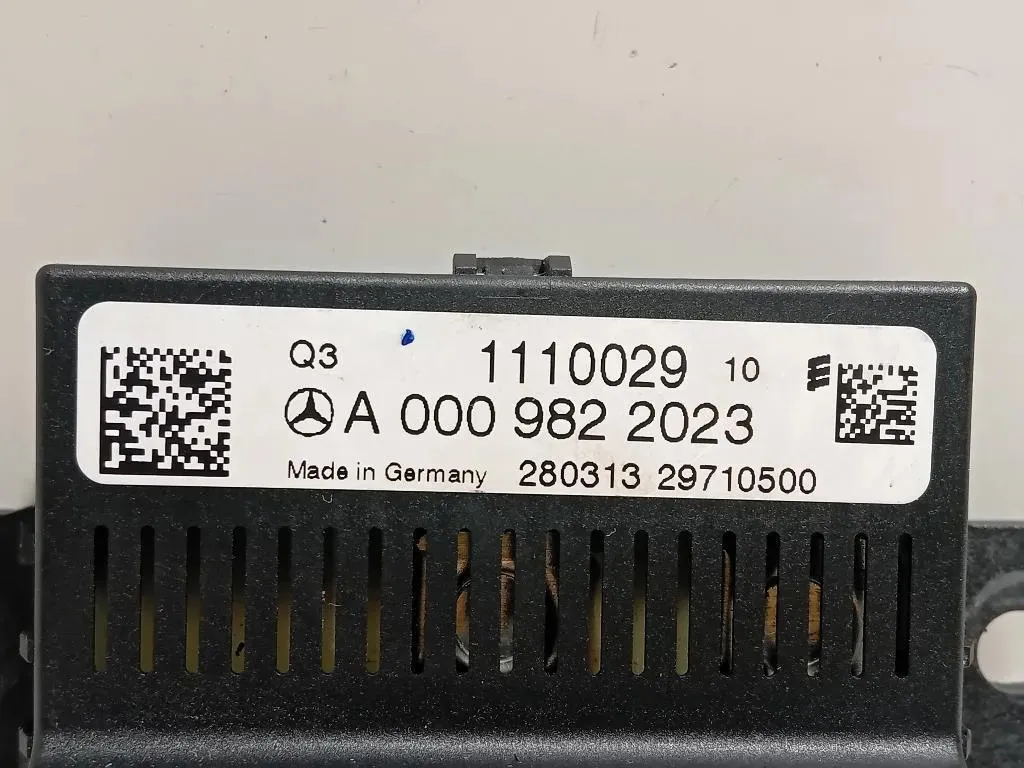 Q3 1110029 10
A 000 982 2023
Made in Germany 280313 29710500